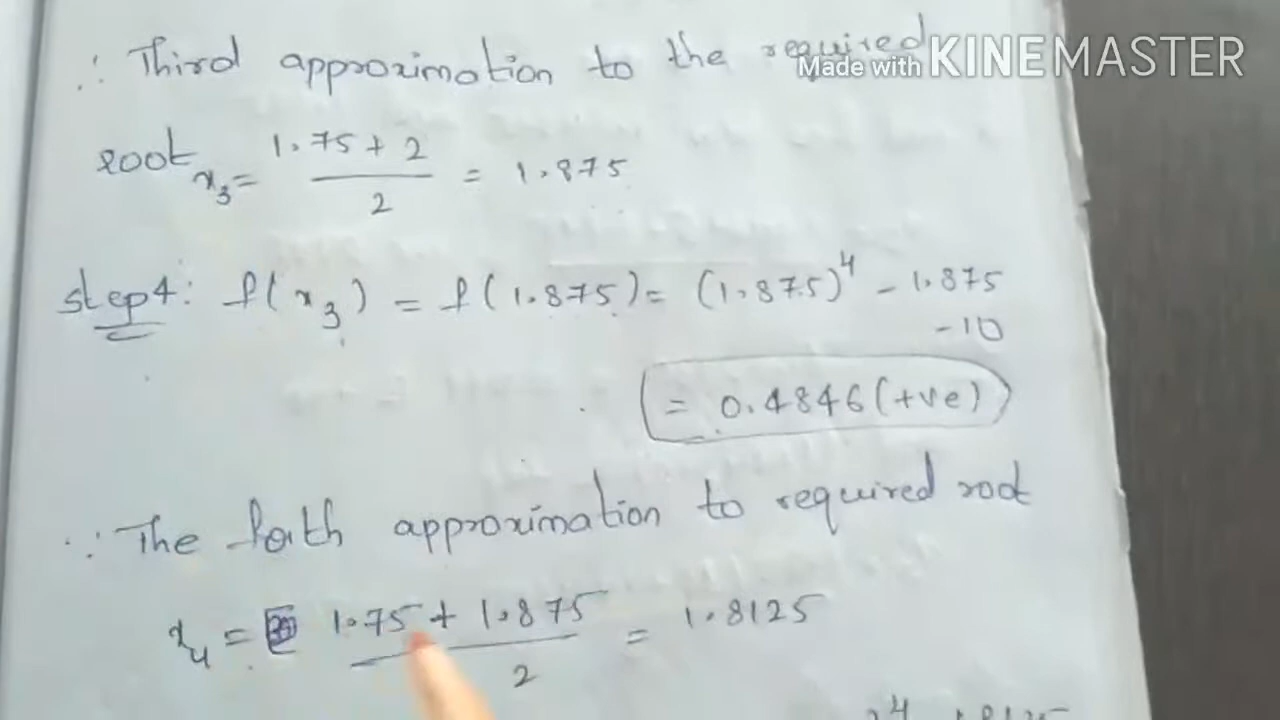 ∴ Third approximation to the required
Made with KINEMASTER
root x₃ = (1.75 + 2) / 2 = 1.875
Step4: f(x₃) = f(1.875) = (1.875)⁴ - 1.875
-10
= 0.4846 (+ve)
∴ The forth approximation to required root
x₄ = (1.75 + 1.875) / 2 = 1.8125